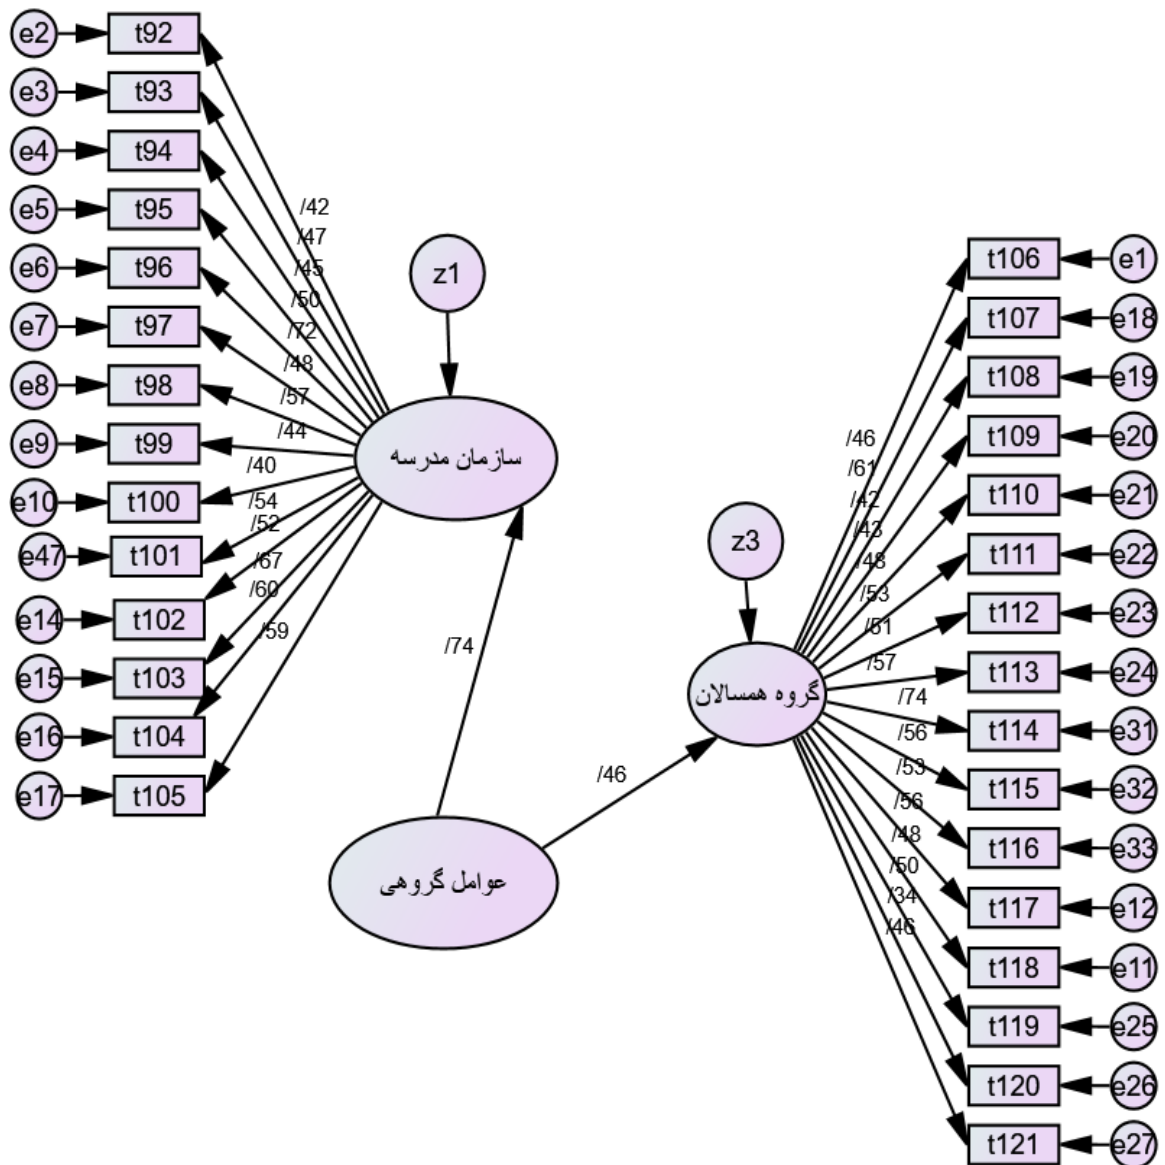 e2 t92
e3 t93
e4 t94
e5 t95
e6 t96
e7 t97
e8 t98
e9 t99
e10 t100
e47 t101
e14 t102
e15 t103
e16 t104
e17 t105
/42
/47
/45
/50
/72
/48
/57
/44
/40
/54
/52
/67
/60
/59
z1
سازمان مدرسه
/74
عوامل گروهی
/46
z3
گروه همسالان
/46
/61
/42
/43
/48
/53
/51
/57
/74
/56
/53
/56
/48
/50
/34
/46
t106 e1
t107 e18
t108 e19
t109 e20
t110 e21
t111 e22
t112 e23
t113 e24
t114 e31
t115 e32
t116 e33
t117 e12
t118 e11
t119 e25
t120 e26
t121 e27